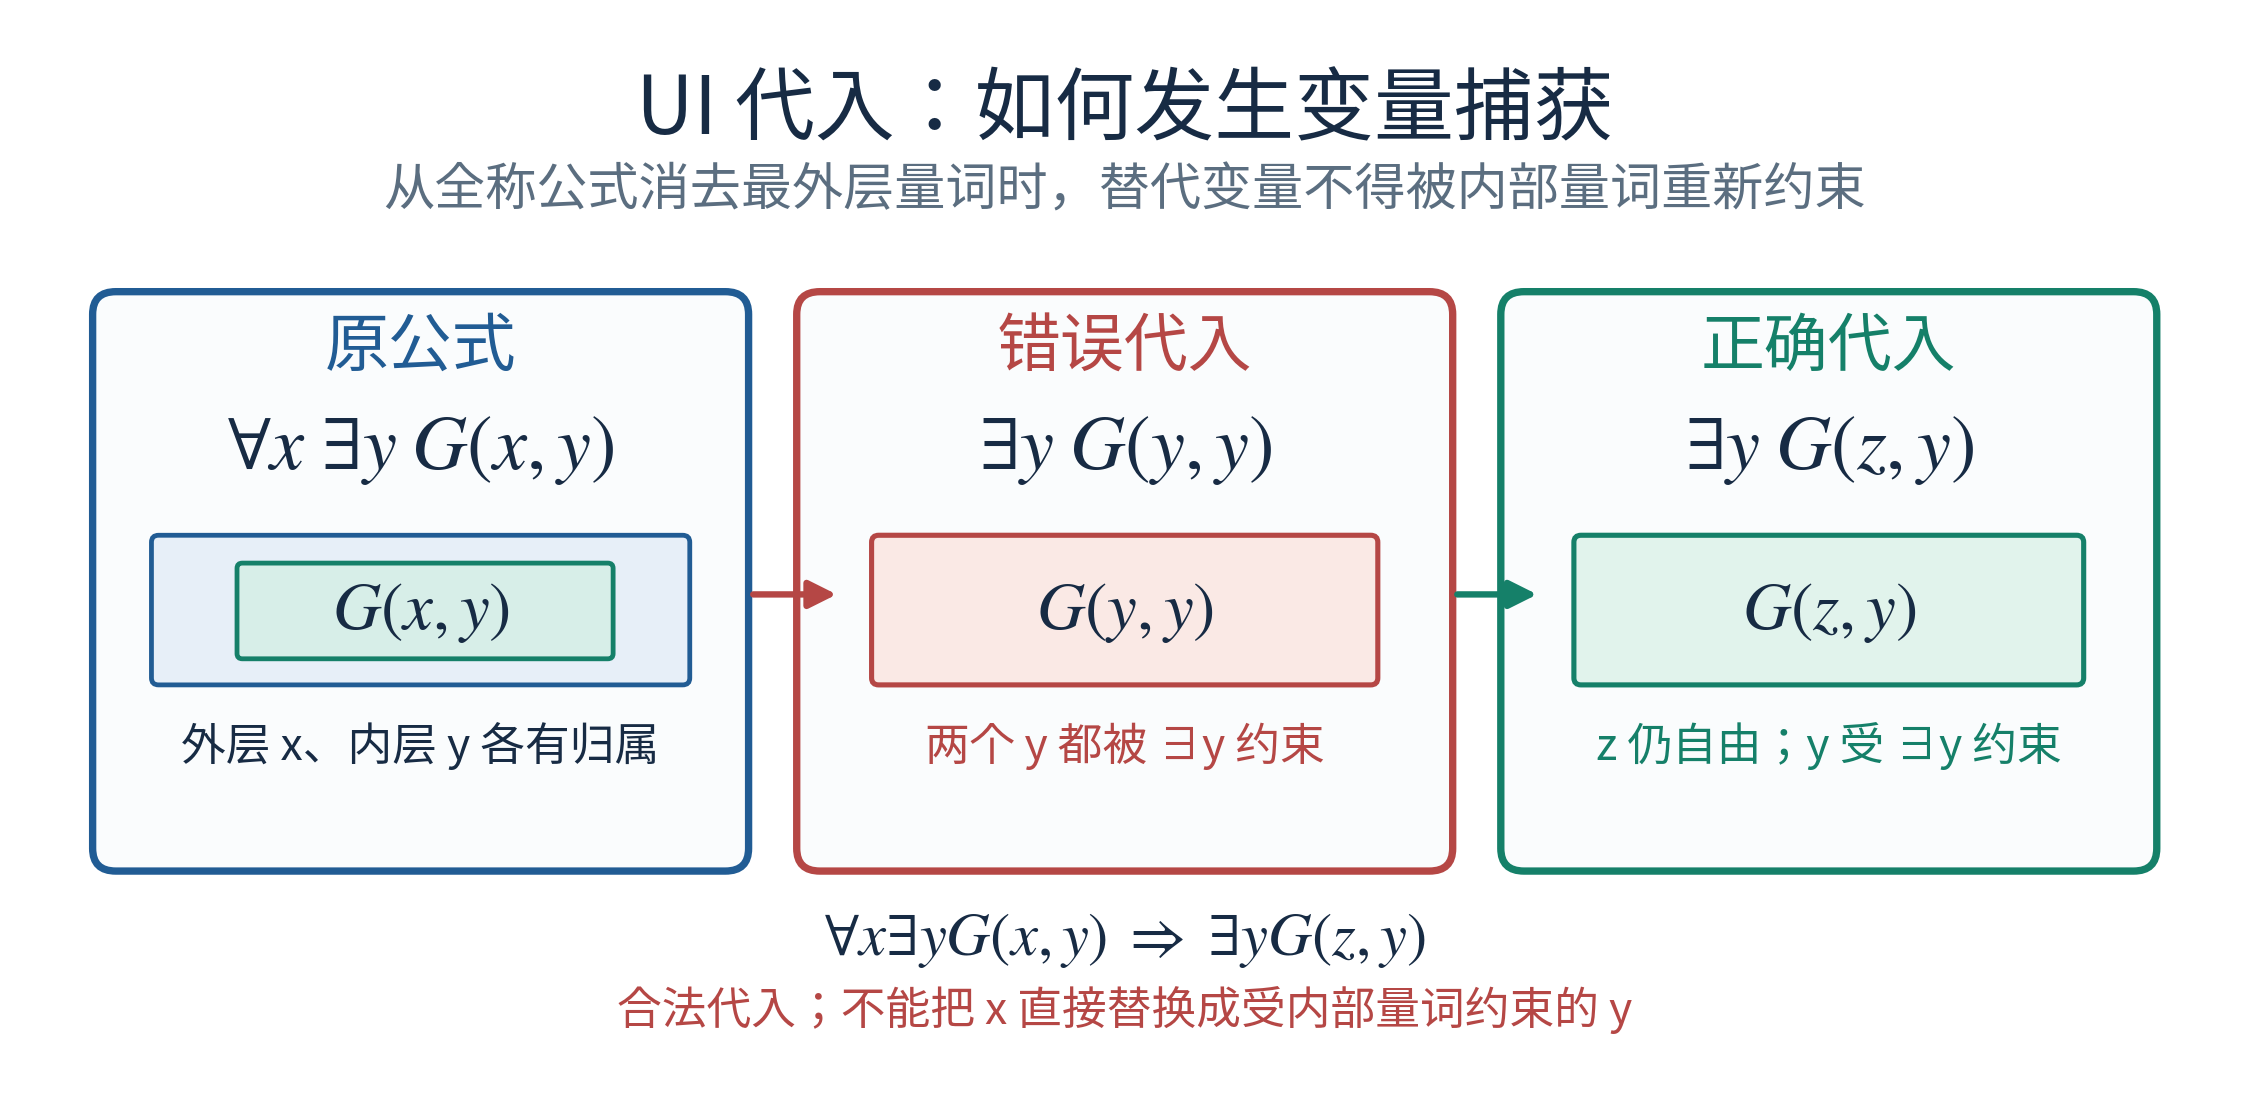 UI 代入：如何发生变量捕获
从全称公式消去最外层量词时，替代变量不得被内部量词重新约束
原公式
∀x ∃y G(x, y)
G(x, y)
外层 x、内层 y 各有归属
错误代入
∃y G(y, y)
G(y, y)
两个 y 都被 ∃y 约束
正确代入
∃y G(z, y)
G(z, y)
z 仍自由；y 受 ∃y 约束
∀x∃yG(x, y) ⇒ ∃yG(z, y)
合法代入；不能把 x 直接替换成受内部量词约束的 y